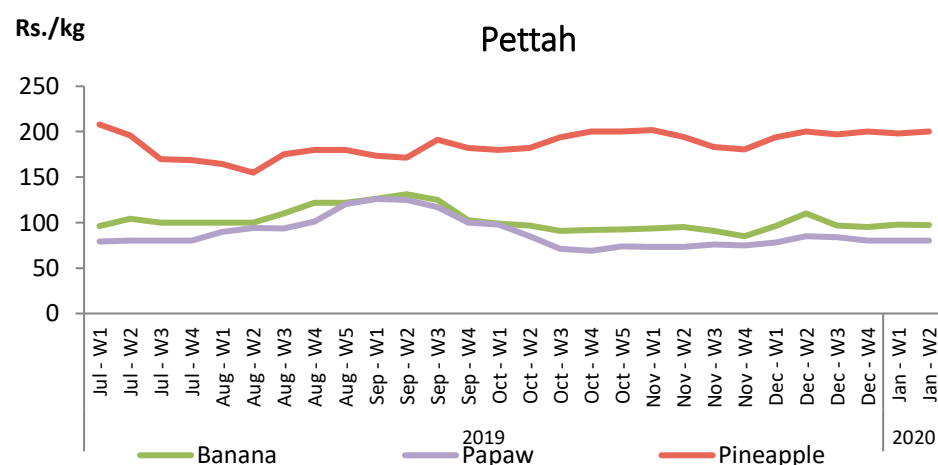 Rs./kg
Pettah
250
200
150
100
50
0
Jul - W1
Jul - W2
Jul - W3
Jul - W4
Aug - W1
Aug - W2
Aug - W3
Aug - W4
Aug - W5
Sep - W1
Sep - W2
Sep - W3
Sep - W4
Oct - W1
Oct - W2
Oct - W3
Oct - W4
Oct - W5
Nov - W1
Nov - W2
Nov - W3
Nov - W4
Dec - W1
Dec - W2
Dec - W3
Dec - W4
Jan - W1
Jan - W2
2019
2020
Banana
Papaw
Pineapple